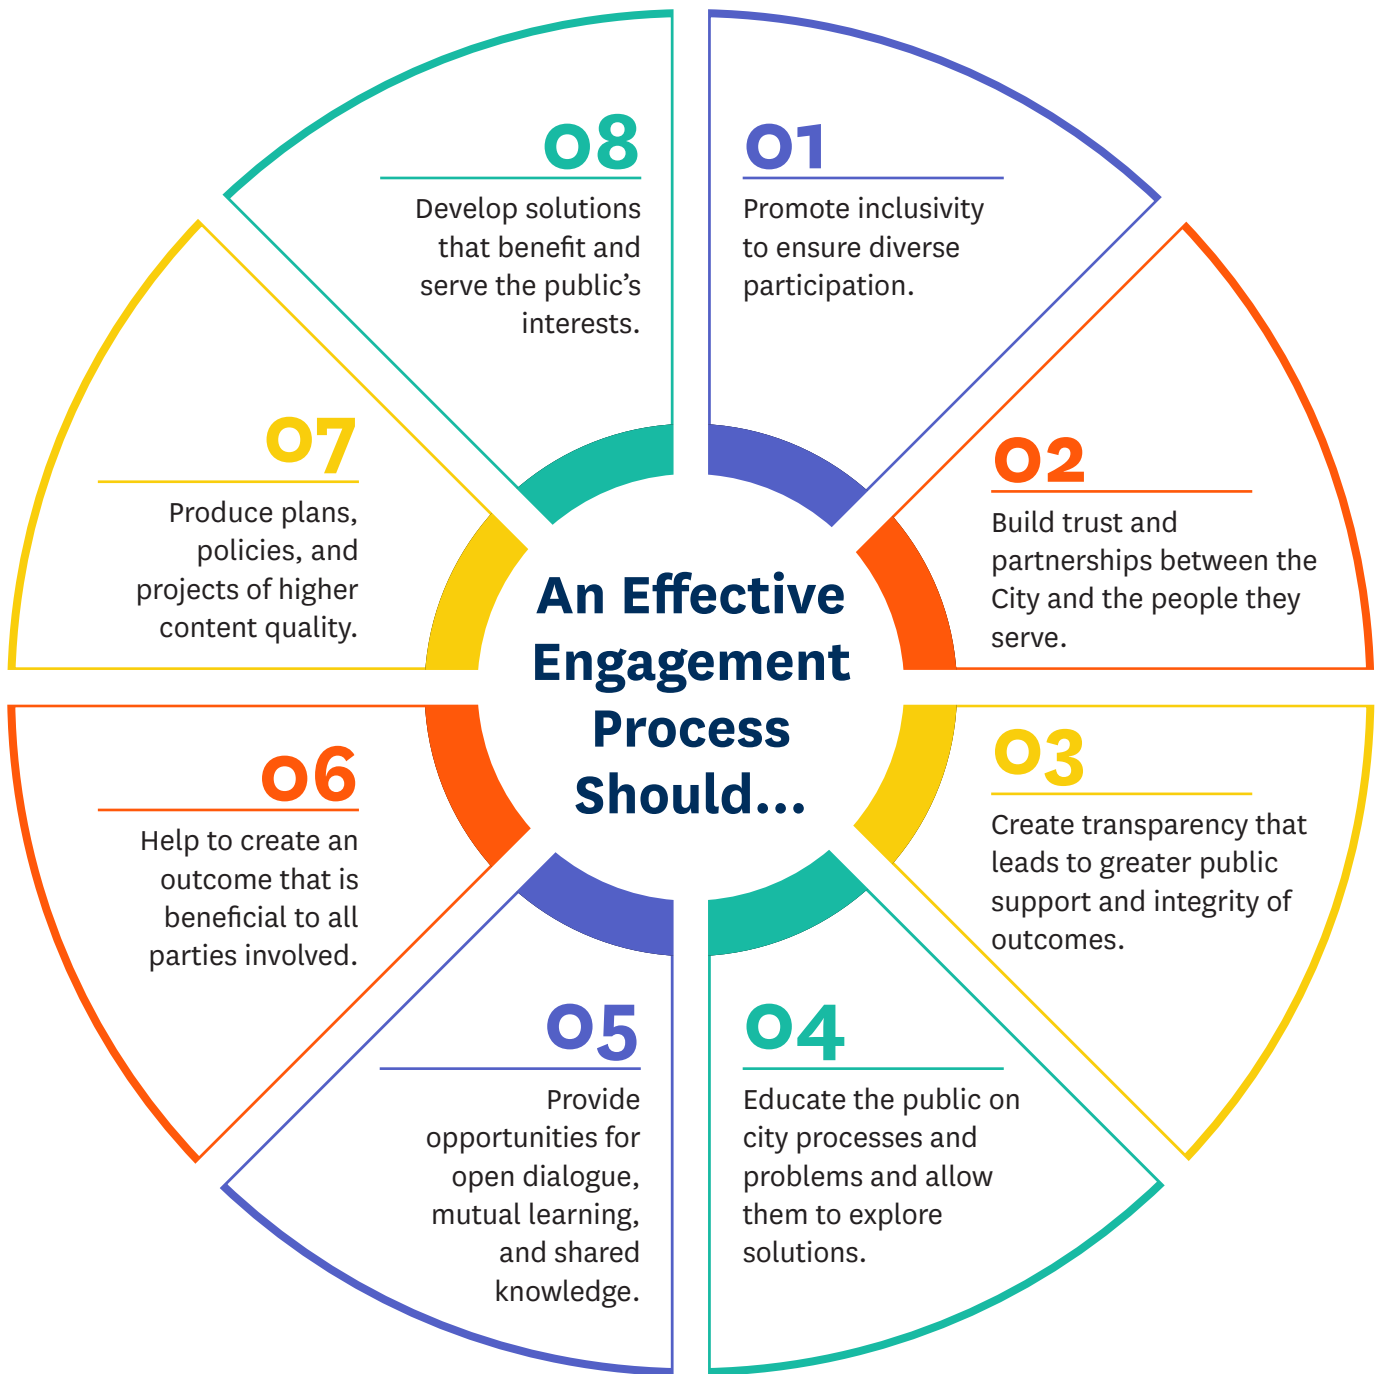 An Effective
Engagement
Process
Should...
01
Promote inclusivity
to ensure diverse
participation.
02
Build trust and
partnerships between the
City and the people they
serve.
03
Create transparency that
leads to greater public
support and integrity of
outcomes.
04
Educate the public on
city processes and
problems and allow
them to explore
solutions.
05
Provide
opportunities for
open dialogue,
mutual learning,
and shared
knowledge.
06
Help to create an
outcome that is
beneficial to all
parties involved.
07
Produce plans,
policies, and
projects of higher
content quality.
08
Develop solutions
that benefit and
serve the public’s
interests.